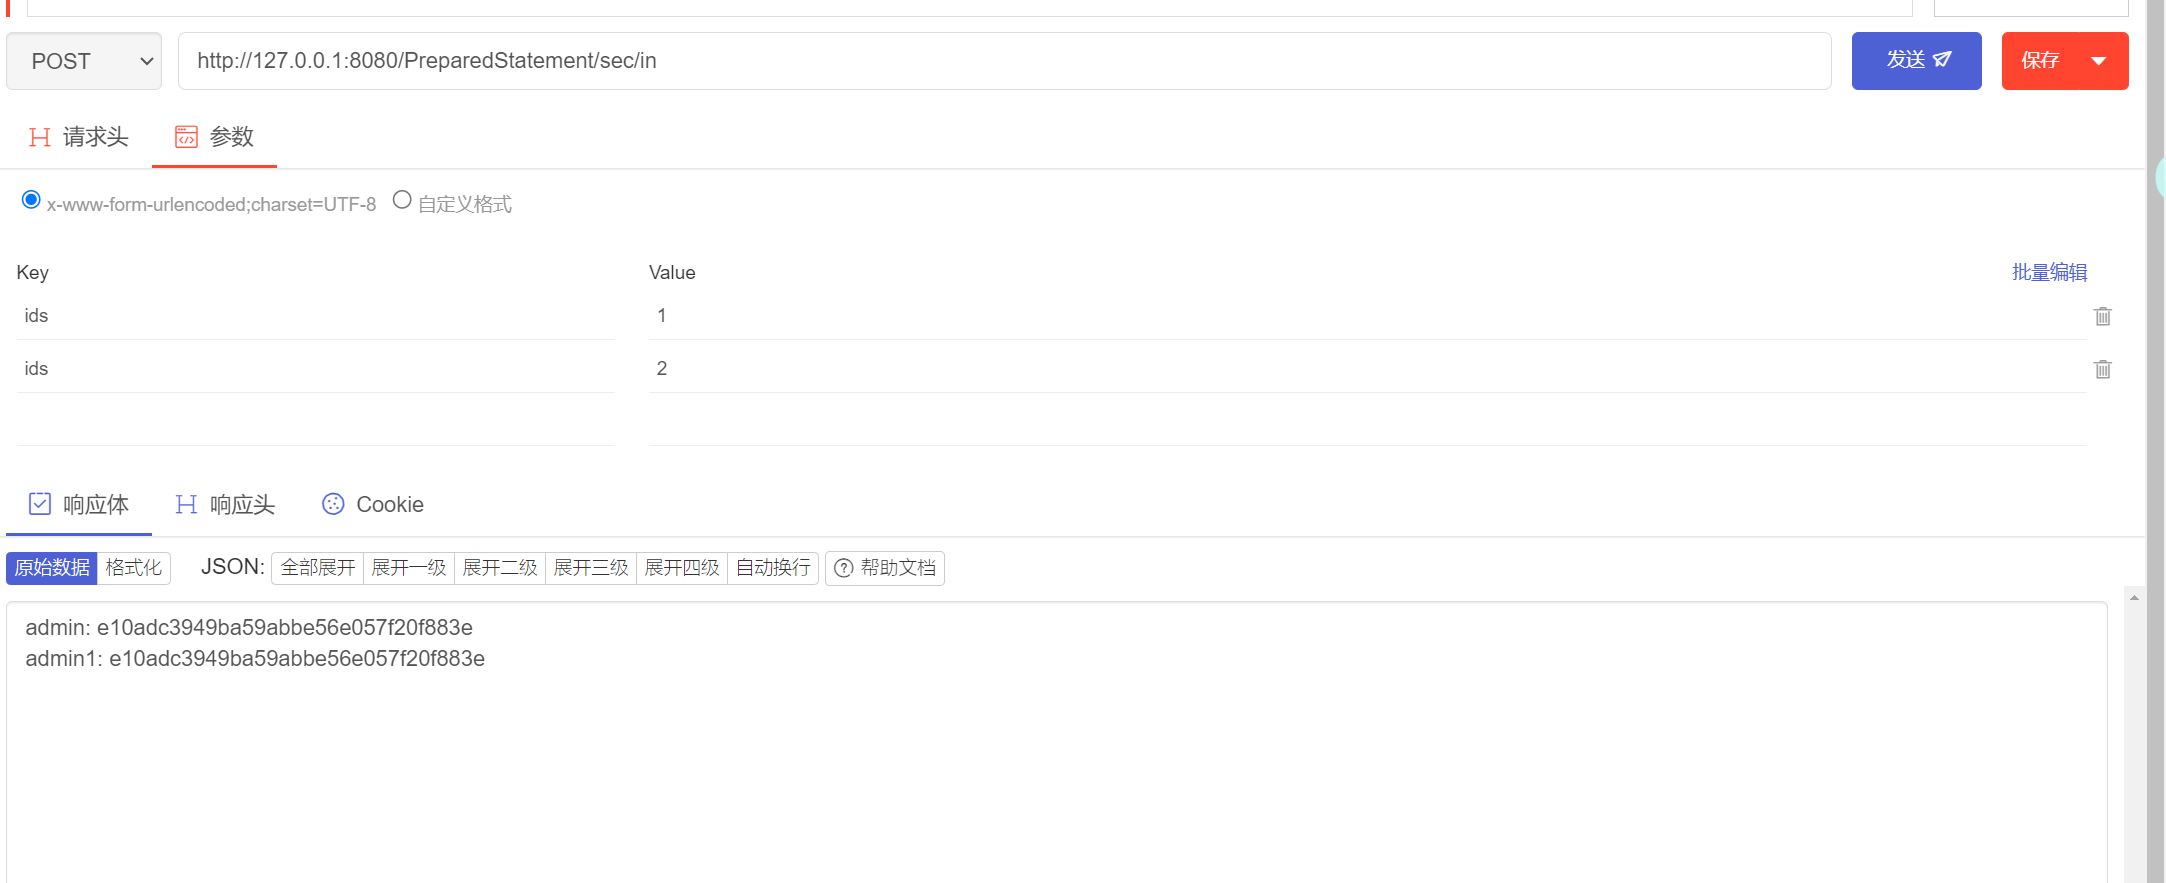 POST http://127.0.0.1:8080/PreparedStatement/sec/in 发送 保存
请求头 参数
x-www-form-urlencoded;charset=UTF-8 自定义格式
Key Value 批量编辑
ids 1
ids 2
响应体 响应头 Cookie
原始数据 格式化 JSON: 全部展开 展开一级 展开二级 展开三级 展开四级 自动换行 帮助文档
admin: e10adc3949ba59abbe56e057f20f883e
admin1: e10adc3949ba59abbe56e057f20f883e